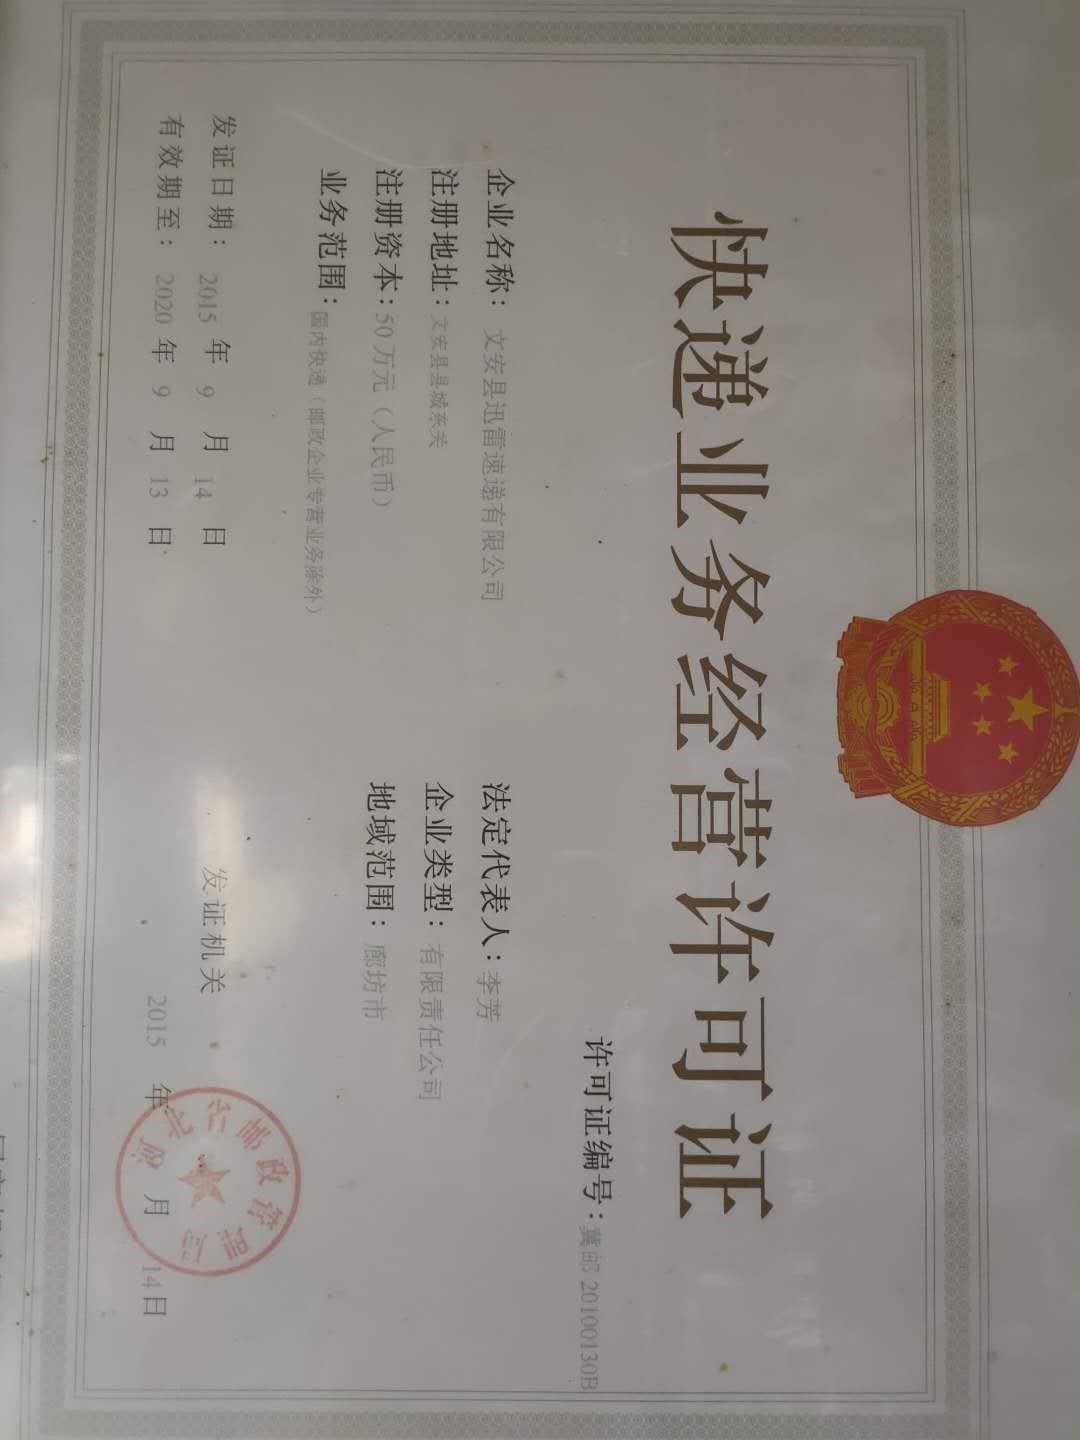 快递业务经营许可证
许可证编号：冀邮 20100130B
企业名称：文安县迅雷速递有限公司
法定代表人：李芳
注册地址：文安县县城东关
企业类型：有限责任公司
注册资本：50 万元（人民币）
地域范围：廊坊市
业务范围：国内快递（邮政企业专营业务除外）
发证日期：2015 年 9 月 14 日
发证机关
有效期至：2020 年 9 月 13 日
2015 年 9 月 14日
河北省邮政管理局